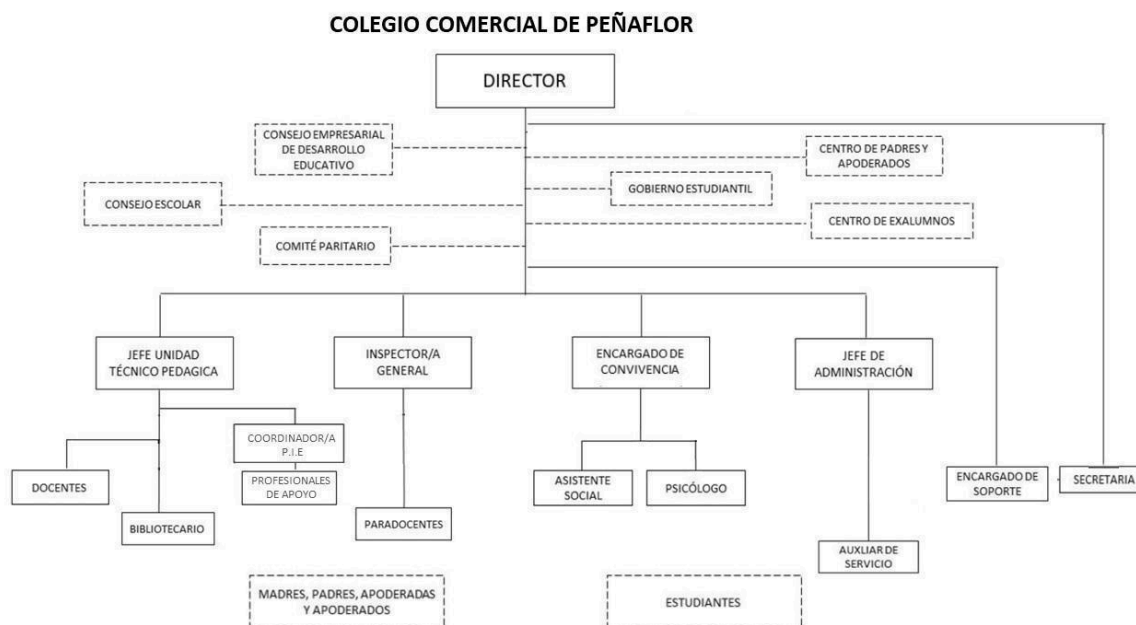 COLEGIO COMERCIAL DE PEÑAFLOR
DIRECTOR
CONSEJO EMPRESARIAL
DE DESARROLLO
EDUCATIVO
CENTRO DE PADRES Y
APODERADOS
GOBIERNO ESTUDIANTIL
CONSEJO ESCOLAR
CENTRO DE EXALUMNOS
COMITÉ PARITARIO
JEFE UNIDAD
TÉCNICO PEDAGICA
INSPECTOR/A
GENERAL
ENCARGADO DE
CONVIVENCIA
JEFE DE
ADMINISTRACIÓN
COORDINADOR/A
P.I.E
DOCENTES
PROFESIONALES
DE APOYO
BIBLIOTECARIO
PARADOCENTES
ASISTENTE
SOCIAL
PSICÓLOGO
ENCARGADO DE
SOPORTE
SECRETARIA
AUXLIAR DE
SERVICIO
MADRES, PADRES, APODERADAS
Y APODERADOS
ESTUDIANTES